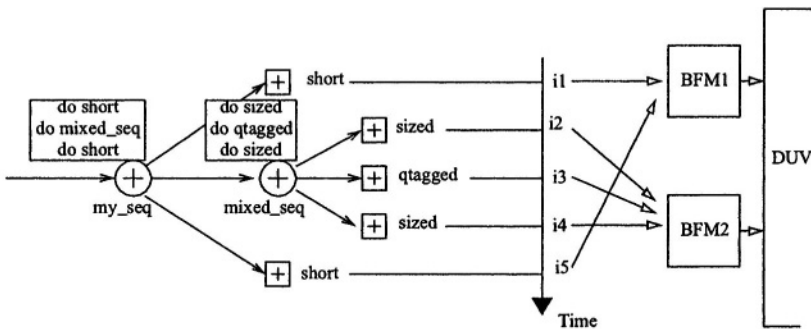 short
i1
BFM1
do short
do mixed_seq
do short
do sized
do qtagged
do sized
sized
i2
DUV
qtagged
i3
my_seq
mixed_seq
sized
i4
BFM2
short
i5
Time